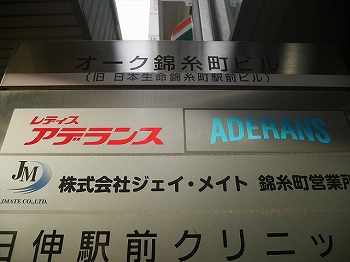 オーク錦糸町ビル
(旧 日本生命錦糸町駅前ビル)
レディス
アデランス
ADERANS
JM
JMATE CO.,LTD.
株式会社ジェイ・メイト 錦糸町営業所
日伸駅前クリニッ